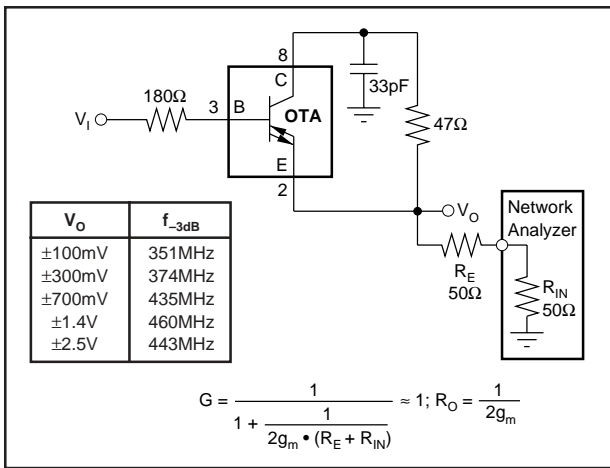 8
C
33pF
180Ω
3
B
OTA
V_I
47Ω
E
2
V_O
Network
Analyzer
R_E
50Ω
R_IN
50Ω
V_O f_–3dB
±100mV 351MHz
±300mV 374MHz
±700mV 435MHz
±1.4V 460MHz
±2.5V 443MHz
G = 1 / (1 + 1 / (2g_m • (R_E + R_IN))) ≈ 1; R_O = 1 / 2g_m